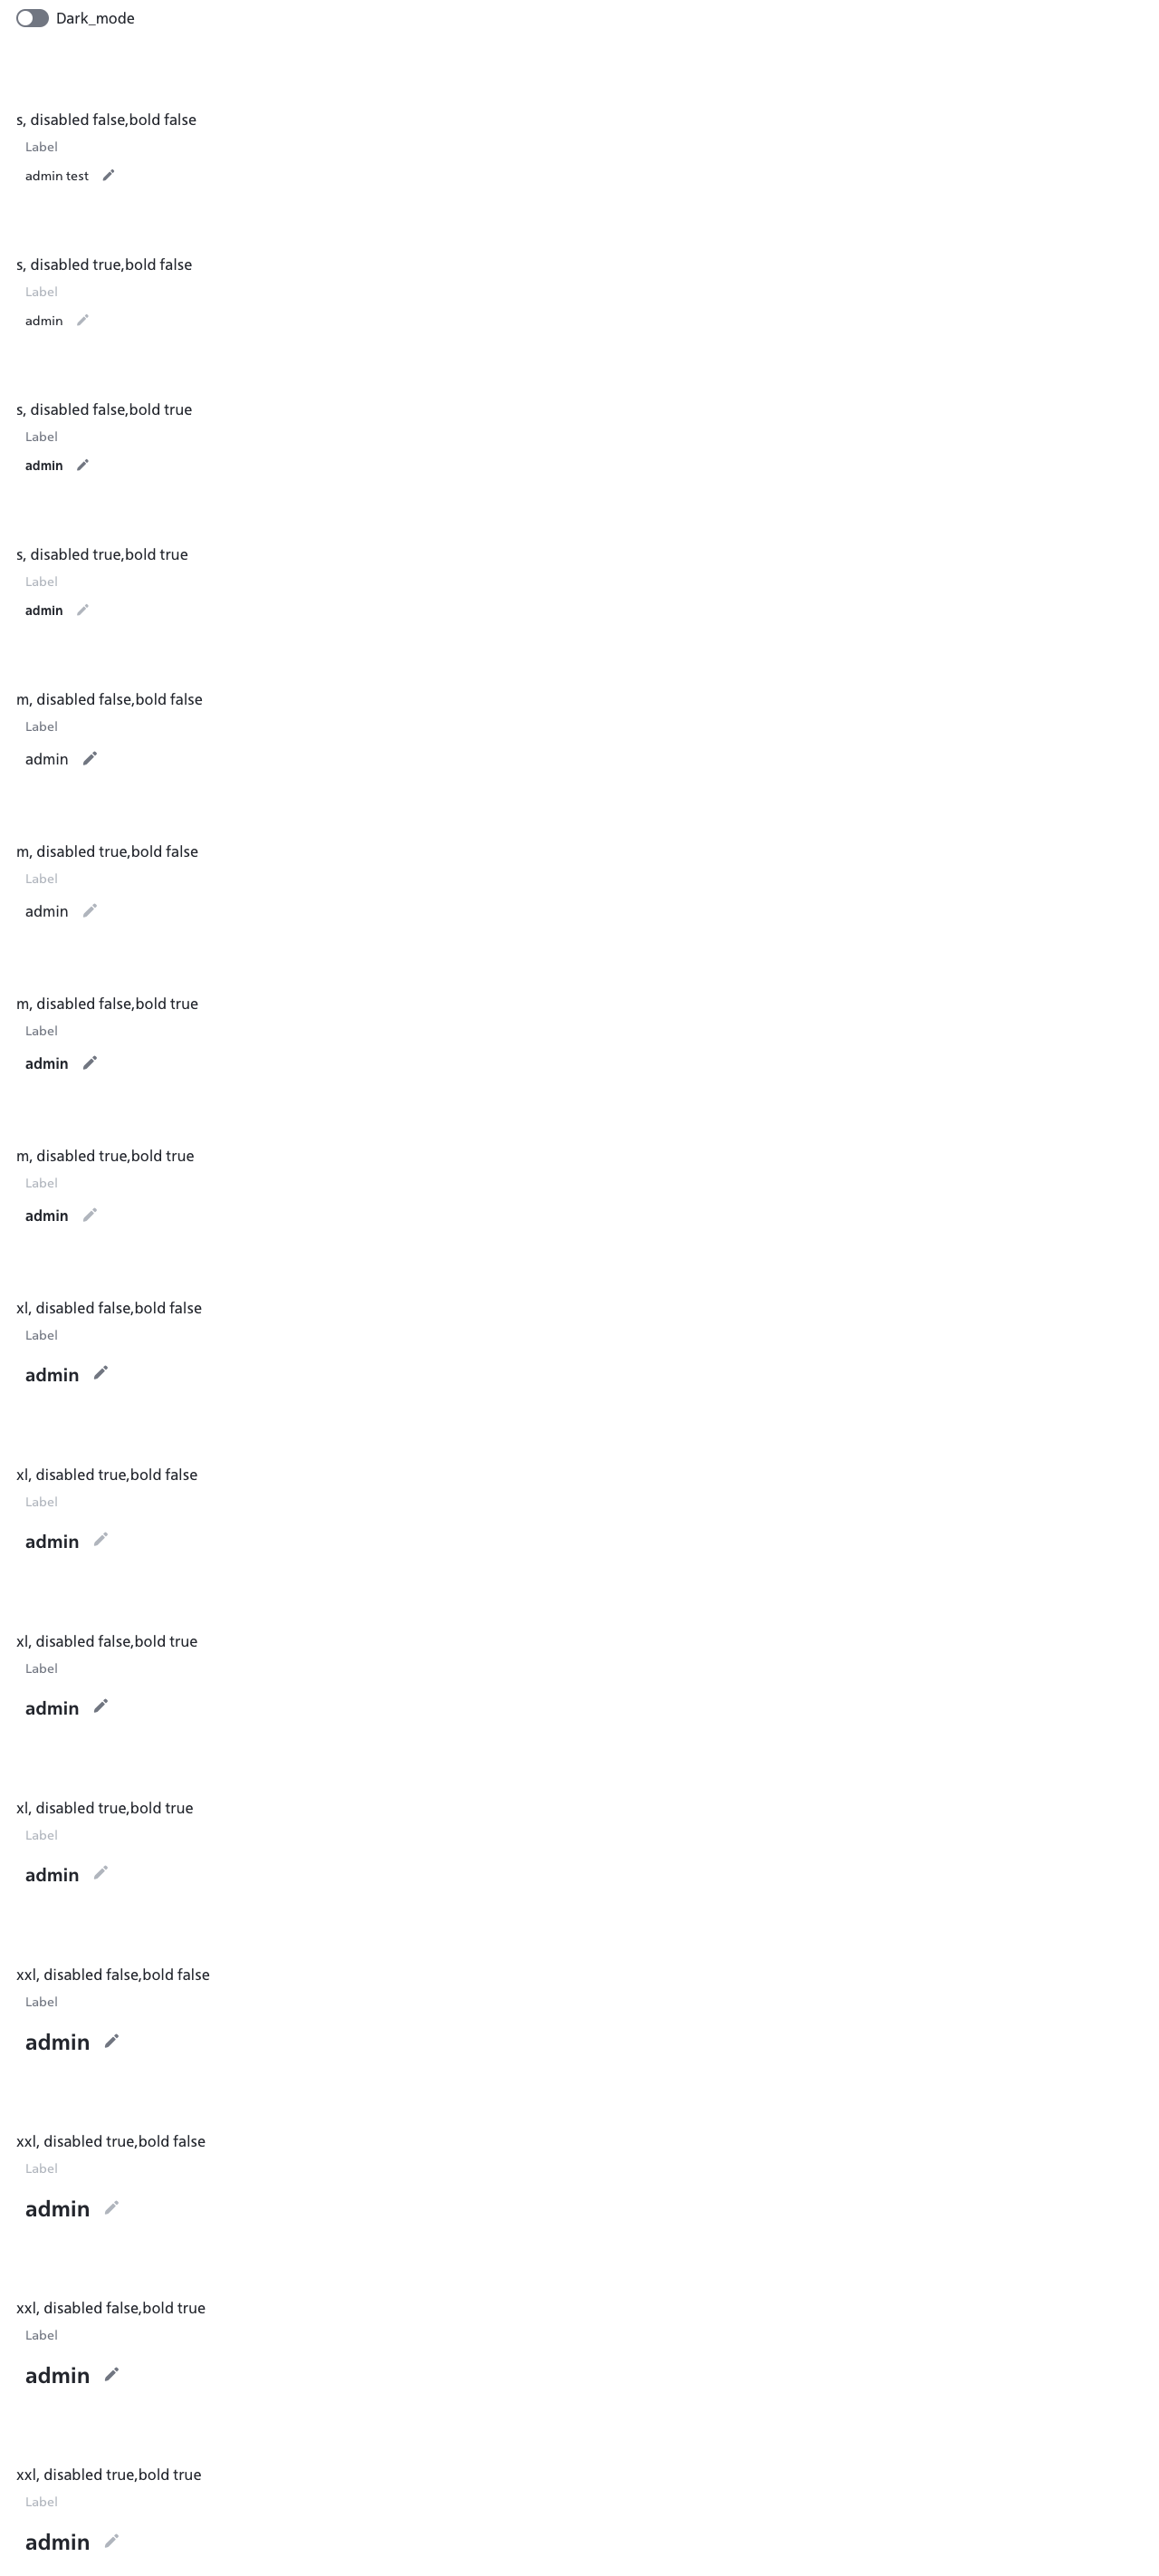 Dark_mode
s, disabled false,bold false
Label
admin test
s, disabled true,bold false
Label
admin
s, disabled false,bold true
Label
admin
s, disabled true,bold true
Label
admin
m, disabled false,bold false
Label
admin
m, disabled true,bold false
Label
admin
m, disabled false,bold true
Label
admin
m, disabled true,bold true
Label
admin
xl, disabled false,bold false
Label
admin
xl, disabled true,bold false
Label
admin
xl, disabled false,bold true
Label
admin
xl, disabled true,bold true
Label
admin
xxl, disabled false,bold false
Label
admin
xxl, disabled true,bold false
Label
admin
xxl, disabled false,bold true
Label
admin
xxl, disabled true,bold true
Label
admin